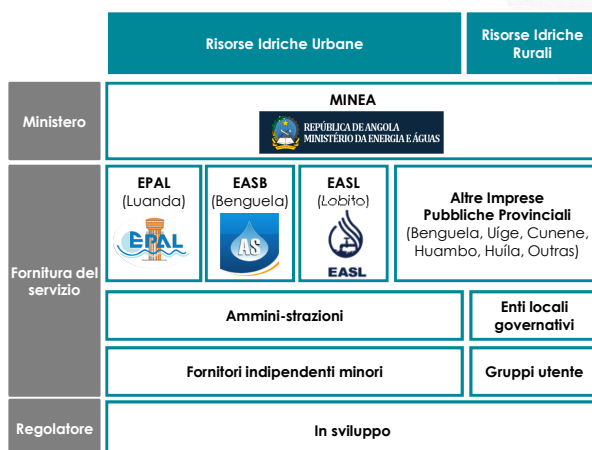 Risorse Idriche Urbane
Risorse Idriche
Rurali
Ministero
MINEA
REPÚBLICA DE ANGOLA
MINISTÉRIO DA ENERGIA E ÁGUAS
Fornitura del
servizio
EPAL
(Luanda)
EPAL
EASB
(Benguela)
AS
EASL
(Lobito)
EASL
Altre Imprese
Pubbliche Provinciali
(Benguela, Uíge, Cunene,
Huambo, Huíla, Outras)
Ammini-strazioni
Enti locali
governativi
Fornitori indipendenti minori
Gruppi utente
Regolatore
In sviluppo